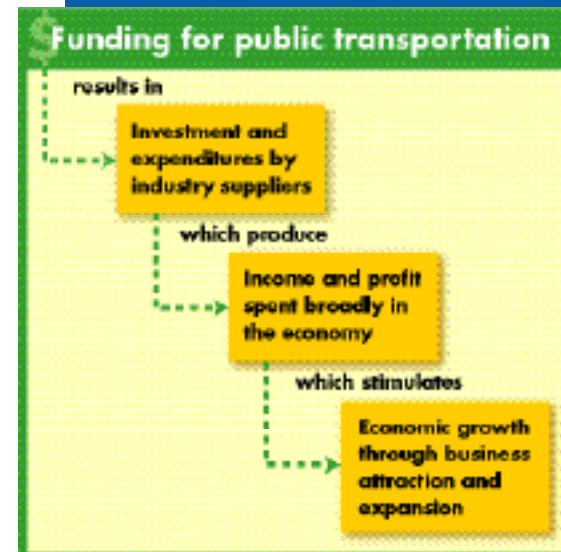 $
Funding for public transportation
results in
Investment and
expenditures by
industry suppliers
which produce
Income and profit
spent broadly in
the economy
which stimulates
Economic growth
through business
attraction and
expansion